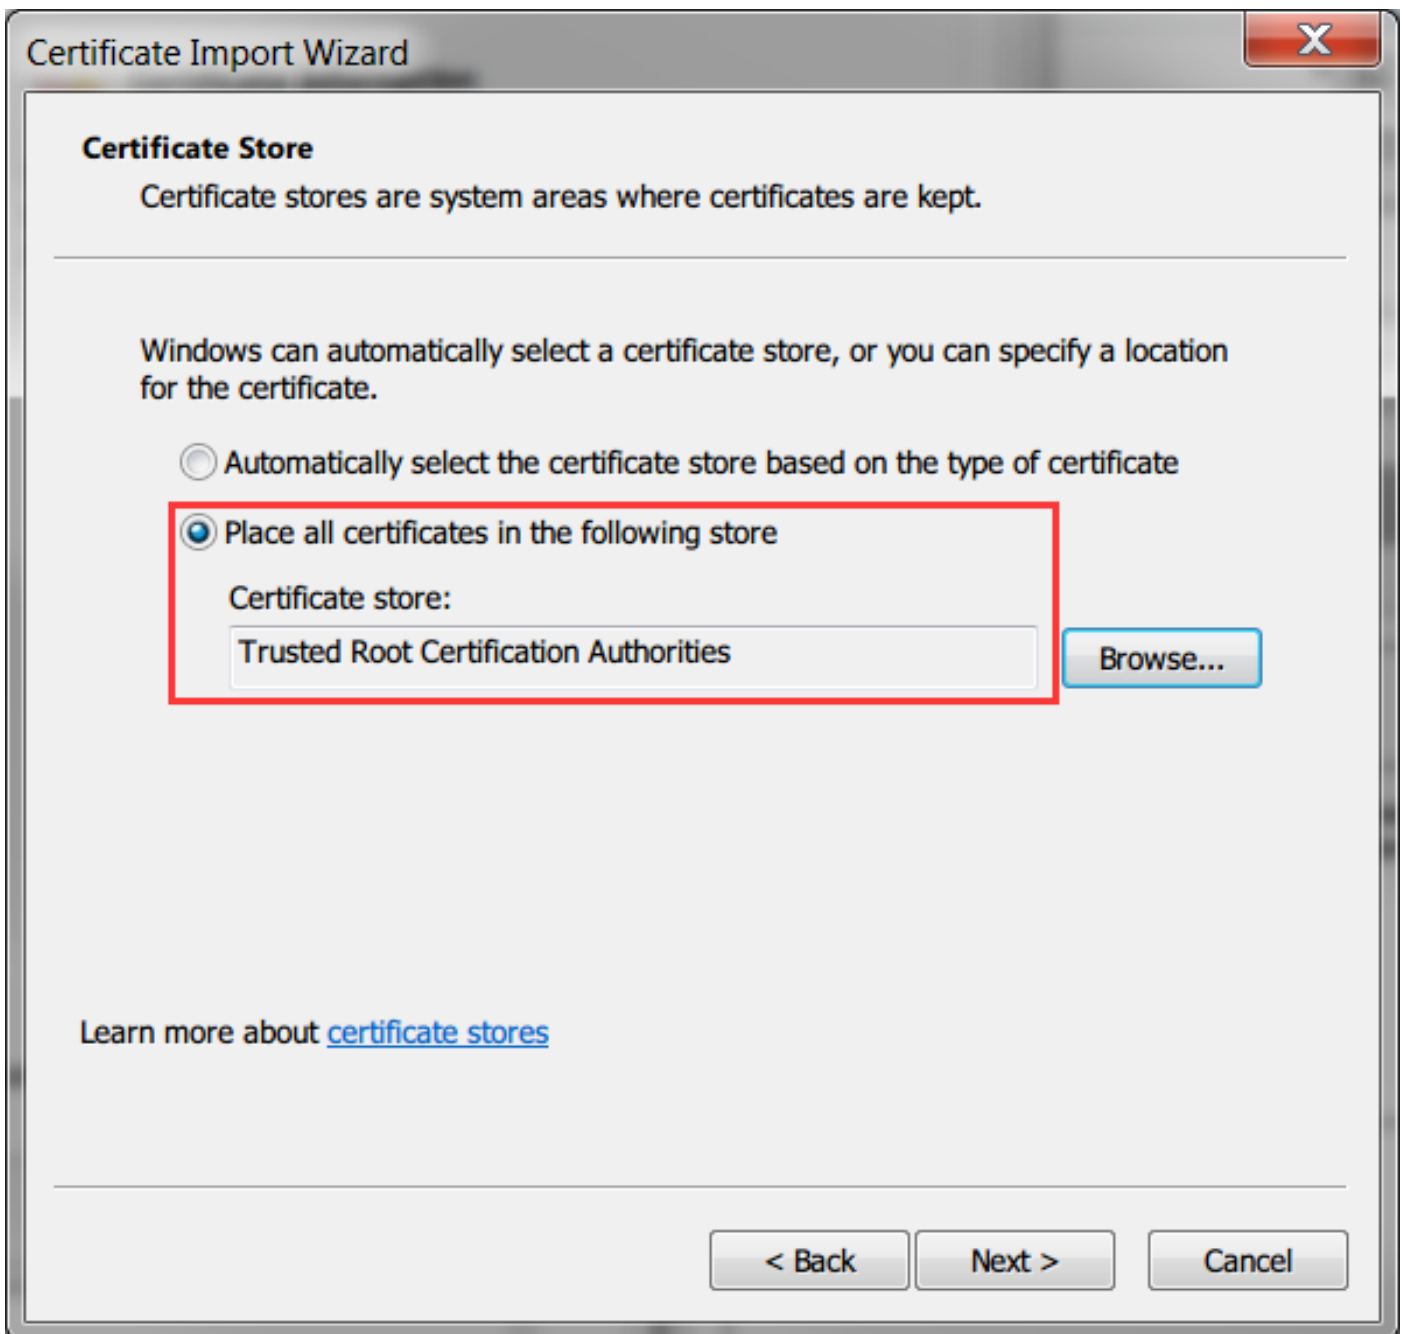 Certificate Import Wizard
Certificate Store
Certificate stores are system areas where certificates are kept.
Windows can automatically select a certificate store, or you can specify a location
for the certificate.
Automatically select the certificate store based on the type of certificate
Place all certificates in the following store
Certificate store:
Trusted Root Certification Authorities
Browse...
Learn more about certificate stores
< Back
Next >
Cancel